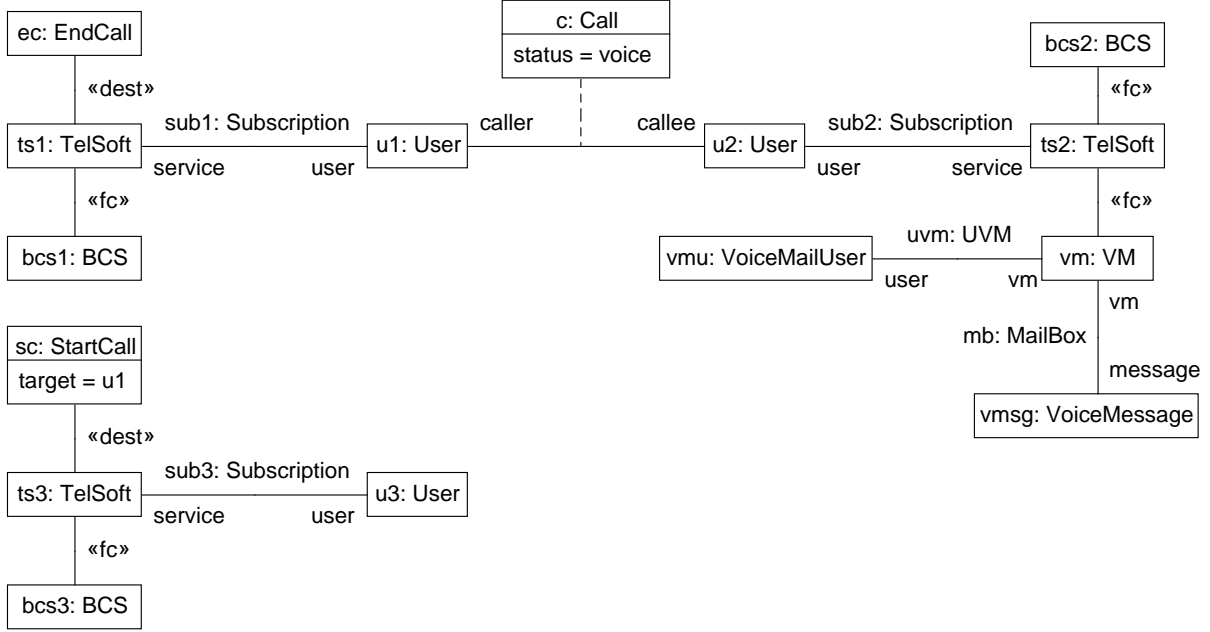 c: Call
ec: EndCall
status = voice
bcs2: BCS
«dest»
«fc»
sub1: Subscription
caller
callee
sub2: Subscription
ts1: TelSoft
u1: User
u2: User
ts2: TelSoft
service
user
user
service
«fc»
«fc»
uvm: UVM
bcs1: BCS
vmu: VoiceMailUser
vm: VM
user
vm
vm
mb: MailBox
sc: StartCall
target = u1
message
vmsg: VoiceMessage
«dest»
sub3: Subscription
ts3: TelSoft
u3: User
service
user
«fc»
bcs3: BCS